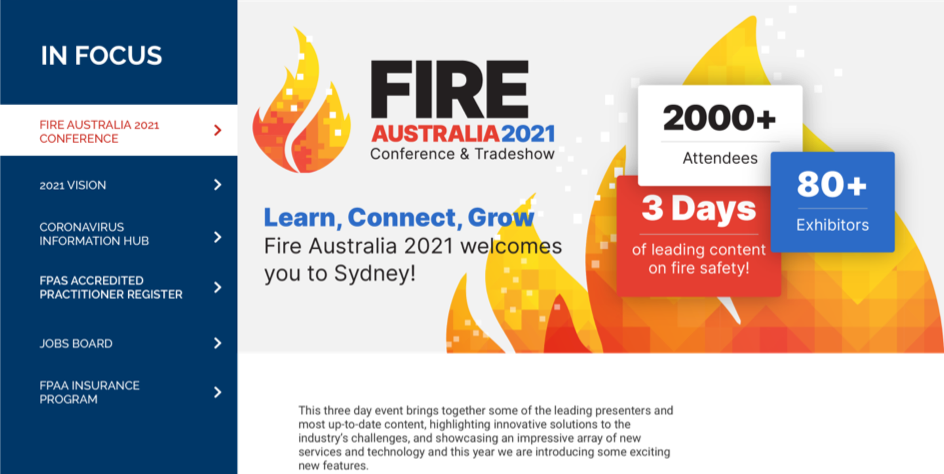 IN FOCUS
FIRE AUSTRALIA 2021
CONFERENCE
2021 VISION
CORONAVIRUS
INFORMATION HUB
FPAS ACCREDITED
PRACTITIONER REGISTER
JOBS BOARD
FPAA INSURANCE
PROGRAM
FIRE
AUSTRALIA 2021
Conference & Tradeshow
Learn, Connect, Grow
Fire Australia 2021 welcomes
you to Sydney!
2000+
Attendees
80+
Exhibitors
3 Days
of leading content
on fire safety!
This three day event brings together some of the leading presenters and
most up-to-date content, highlighting innovative solutions to the
industry's challenges, and showcasing an impressive array of new
services and technology and this year we are introducing some exciting
new features.